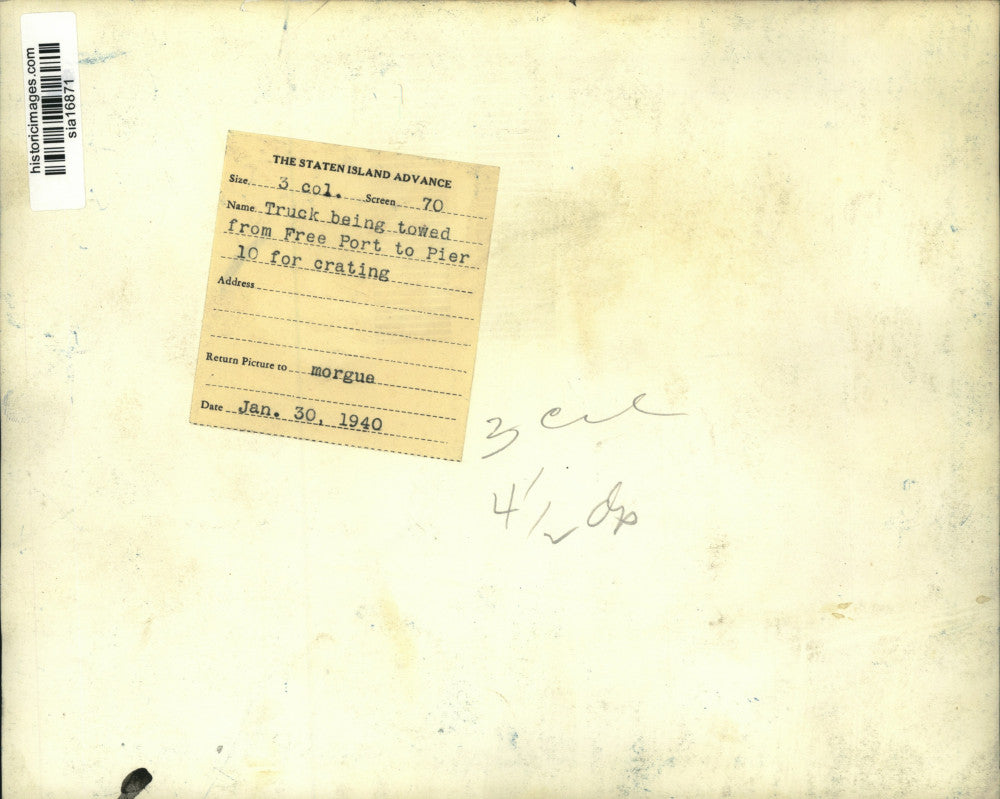 historicimages.com
sia16871
THE STATEN ISLAND ADVANCE
Size 3 col. Screen 70
Name Truck being towed
from Free Port to Pier
10 for crating
Address
Return Picture to morgue
Date Jan. 30, 1940
3 col
4 1/2 dp